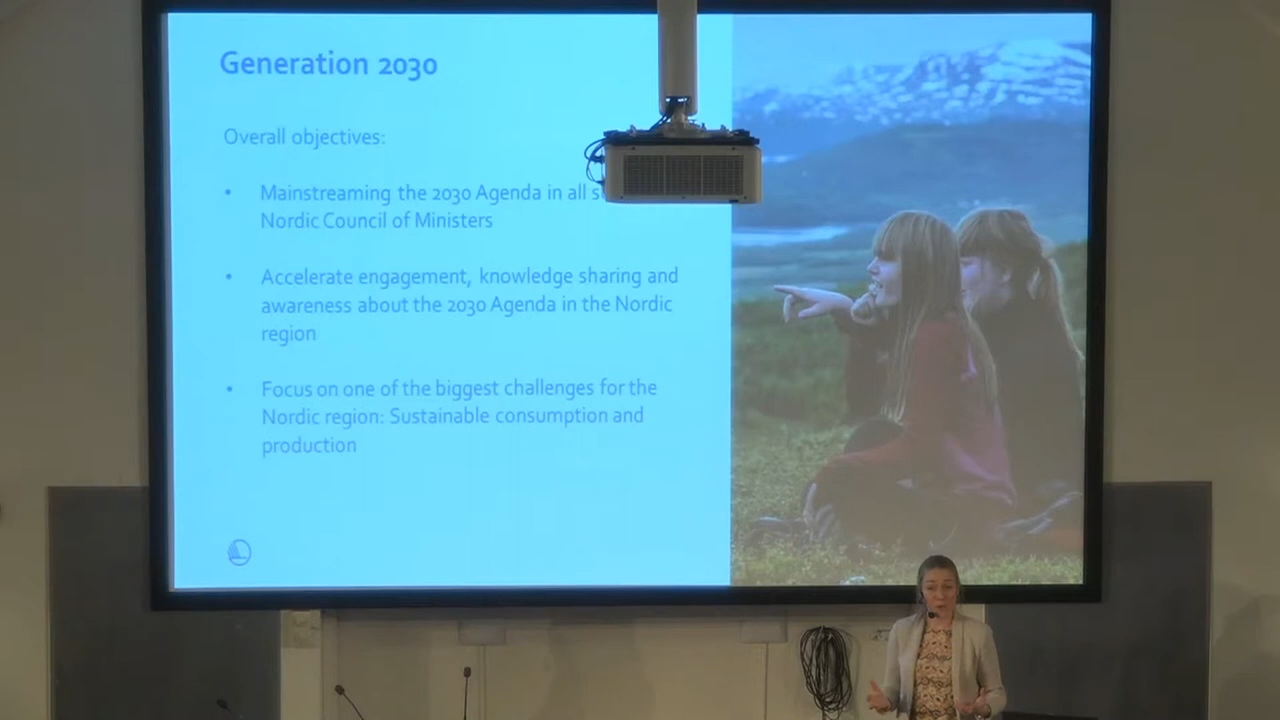 Generation 2030
Overall objectives:
• Mainstreaming the 2030 Agenda in all
Nordic Council of Ministers
• Accelerate engagement, knowledge sharing and
awareness about the 2030 Agenda in the Nordic
region
• Focus on one of the biggest challenges for the
Nordic region: Sustainable consumption and
production